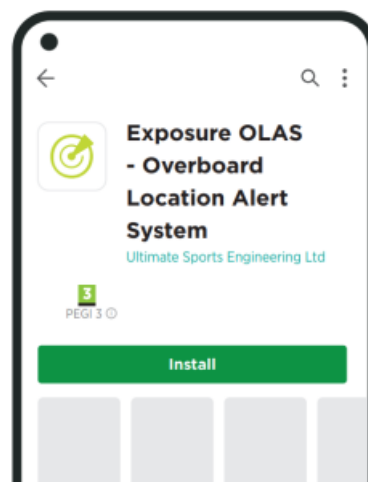 Exposure OLAS
- Overboard
Location Alert
System
Ultimate Sports Engineering Ltd
3
PEGI 3
Install